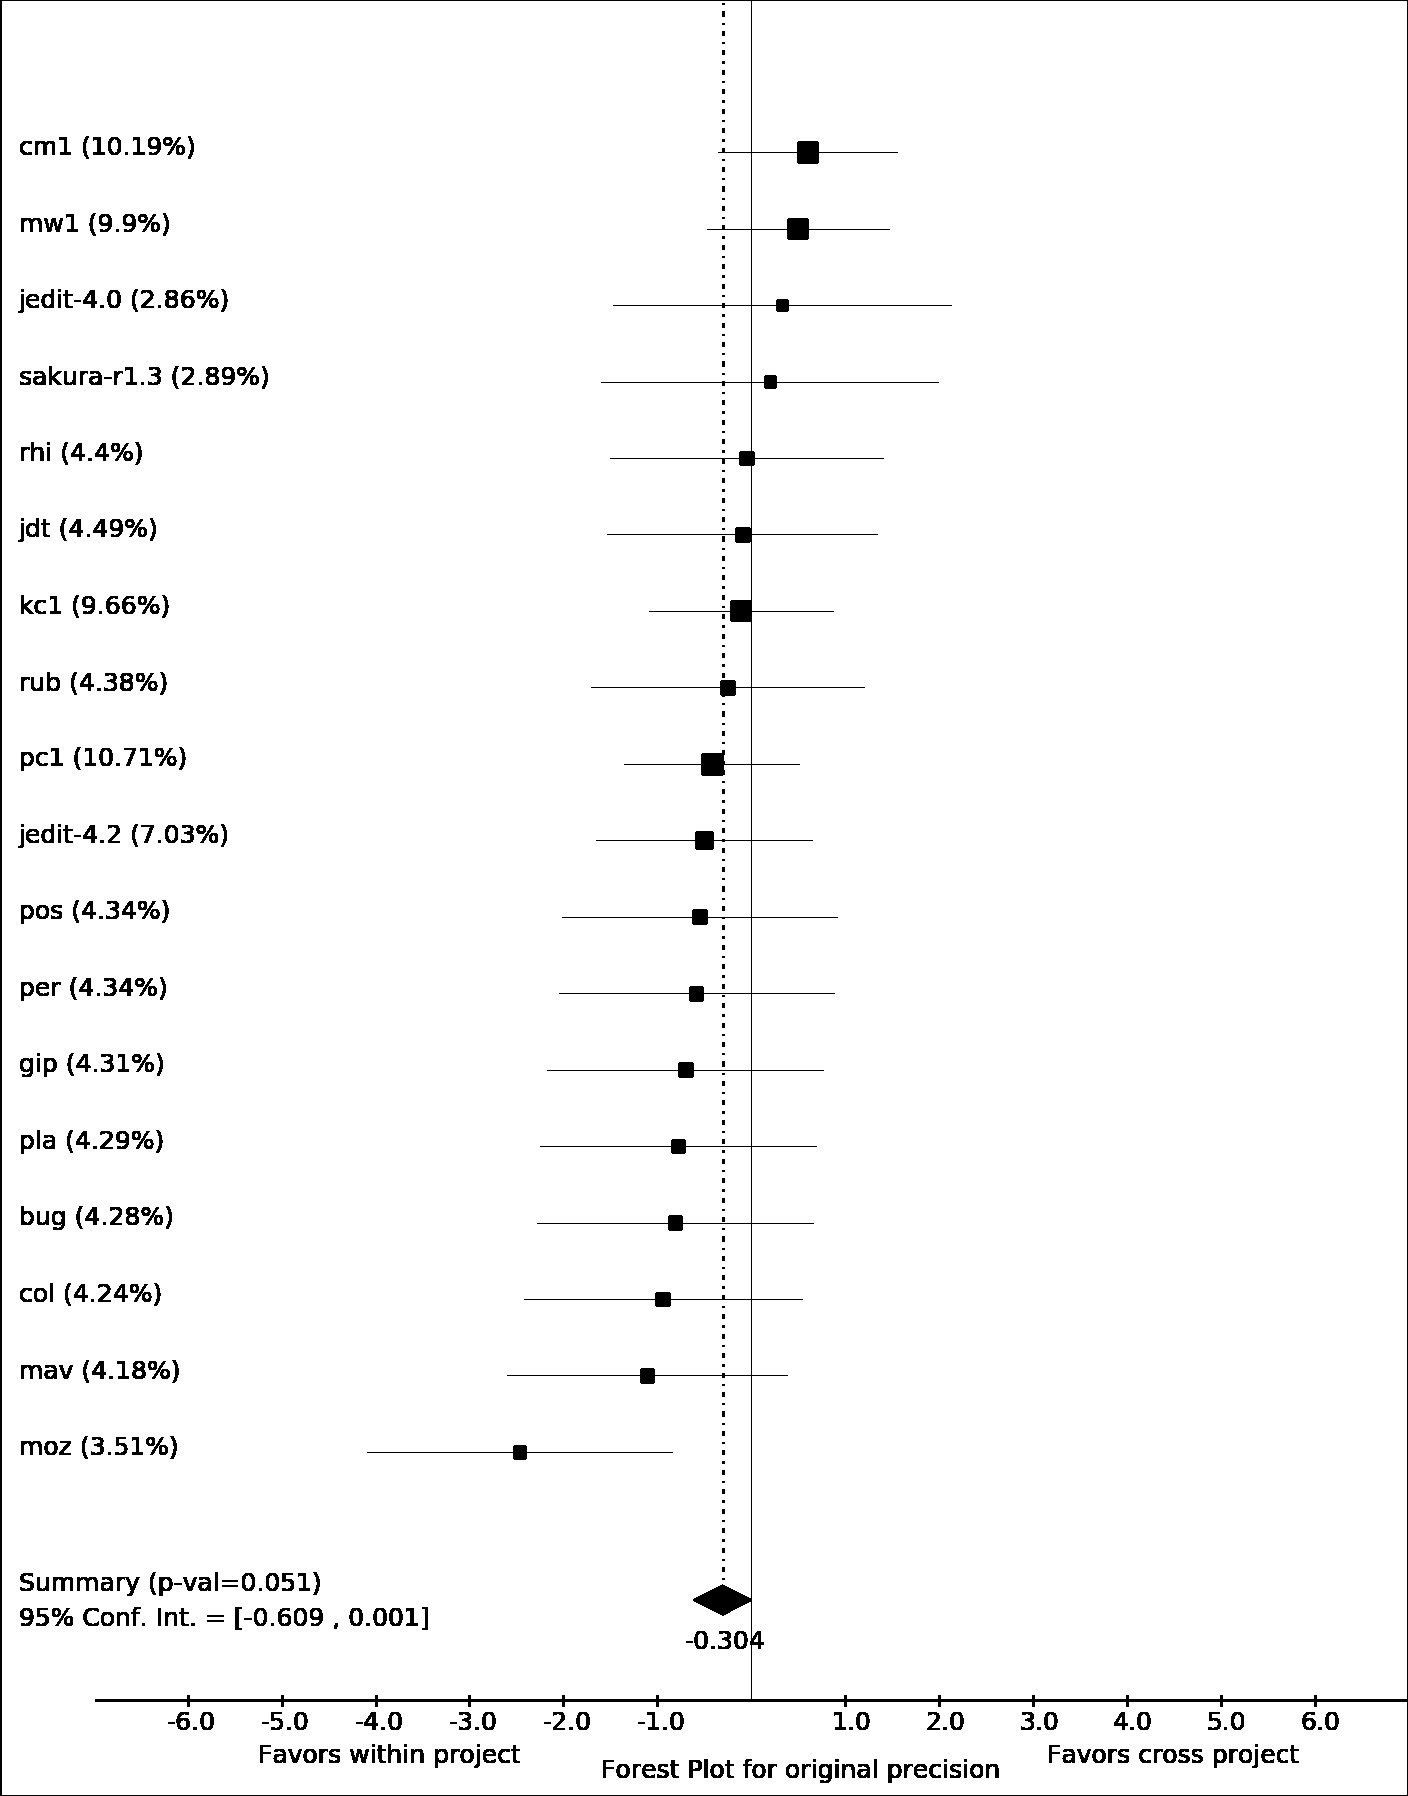 cm1 (10.19%)
mw1 (9.9%)
jedit-4.0 (2.86%)
sakura-r1.3 (2.89%)
rhi (4.4%)
jdt (4.49%)
kc1 (9.66%)
rub (4.38%)
pc1 (10.71%)
jedit-4.2 (7.03%)
pos (4.34%)
per (4.34%)
gip (4.31%)
pla (4.29%)
bug (4.28%)
col (4.24%)
mav (4.18%)
moz (3.51%)
Summary (p-val=0.051)
95% Conf. Int. = [-0.609 , 0.001]
-0.304
-6.0 -5.0 -4.0 -3.0 -2.0 -1.0 1.0 2.0 3.0 4.0 5.0 6.0
Favors within project Favors cross project
Forest Plot for original precision